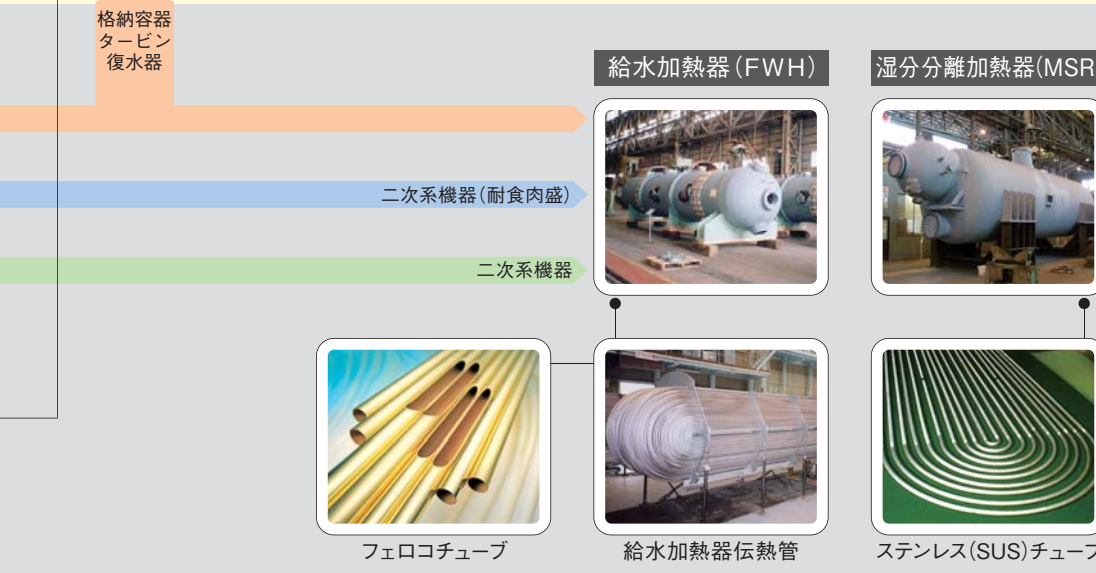 格納容器
タービン
復水器
給水加熱器(FWH)
湿分分離加熱器(MSR
二次系機器(耐食肉盛)
二次系機器
フェロコチューブ
給水加熱器伝熱管
ステンレス(SUS)チューブ